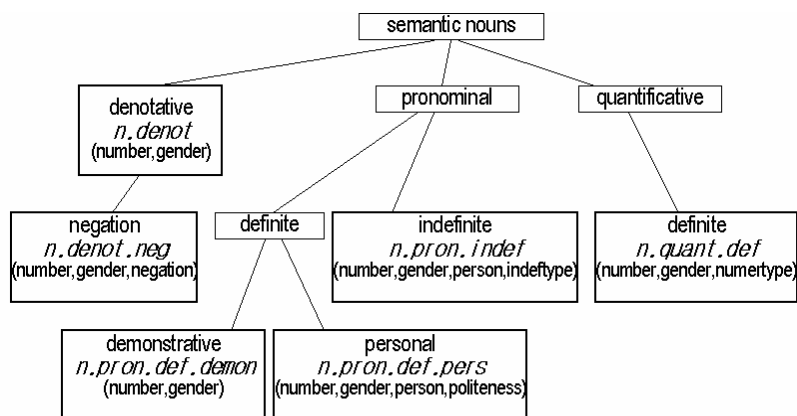 semantic nouns
denotative
n.denot
(number,gender)
pronominal
quantificative
negation
n.denot.neg
(number,gender,negation)
definite
indefinite
n.pron.indef
(number,gender,person,indeftype)
definite
n.quant.def
(number,gender,numertype)
demonstrative
n.pron.def.demon
(number,gender)
personal
n.pron.def.pers
(number,gender,person,politeness)